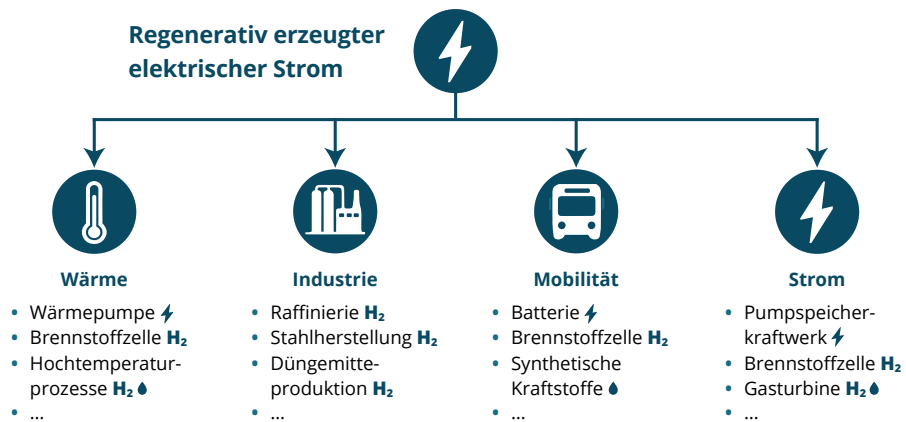 Regenerativ erzeugter
elektrischer Strom
Wärme
• Wärmepumpe
• Brennstoffzelle H₂
• Hochtemperatur-
prozesse H₂
• ...
Industrie
• Raffinierie H₂
• Stahlherstellung H₂
• Düngemitte-
produktion H₂
• ...
Mobilität
• Batterie
• Brennstoffzelle H₂
• Synthetische
Kraftstoffe
• ...
Strom
• Pumpspeicher-
kraftwerk
• Brennstoffzelle H₂
• Gasturbine H₂
• ...